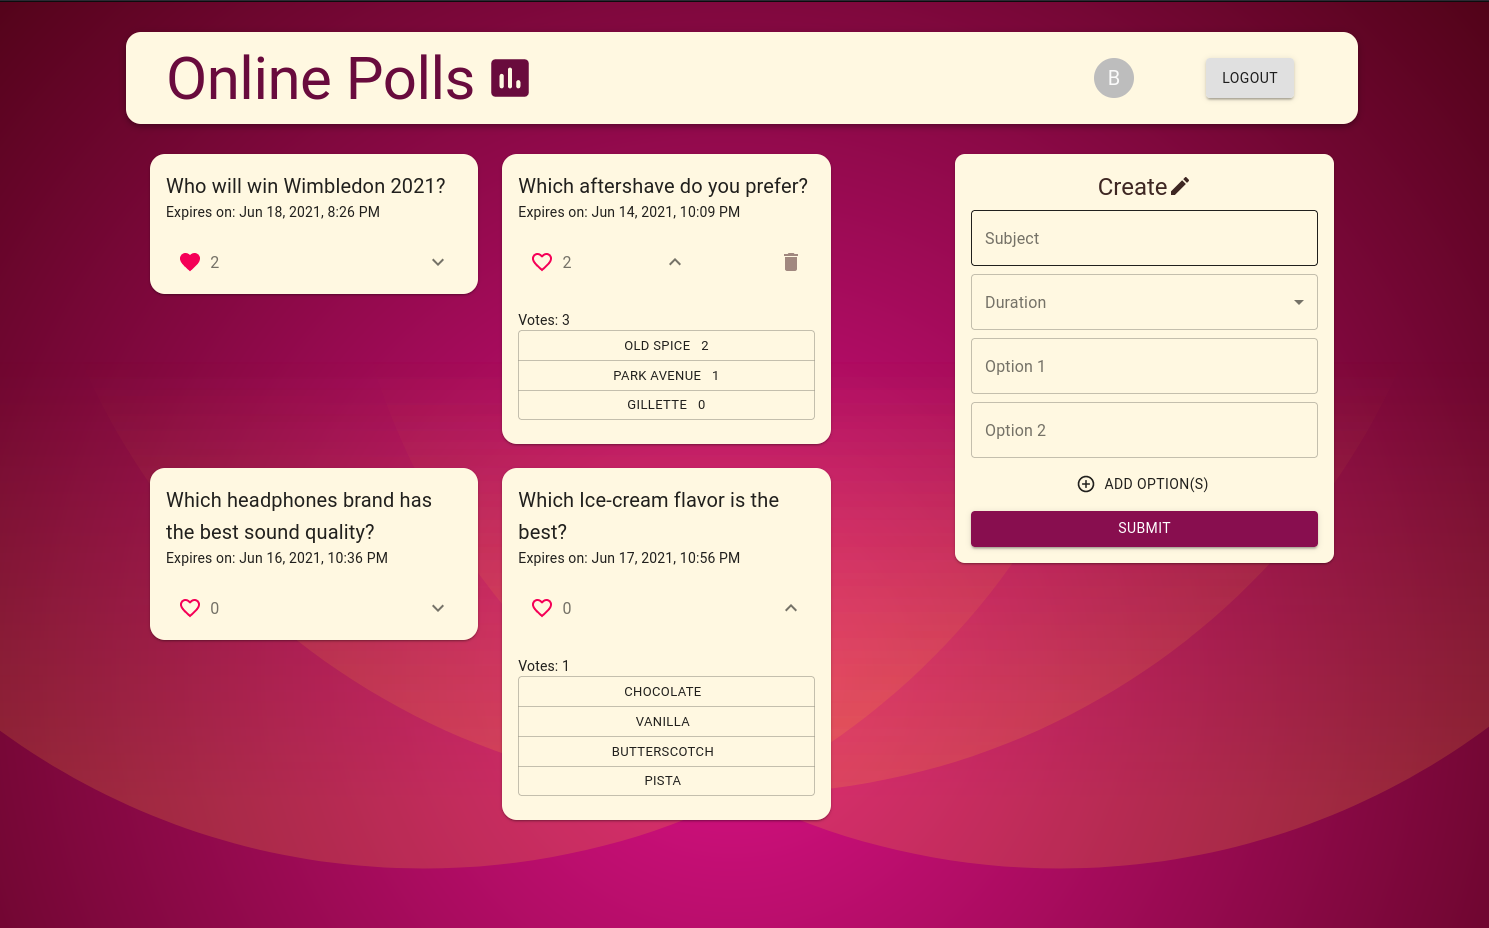 Online Polls
B
LOGOUT
Who will win Wimbledon 2021?
Expires on: Jun 18, 2021, 8:26 PM
2
Which aftershave do you prefer?
Expires on: Jun 14, 2021, 10:09 PM
2
Votes: 3
OLD SPICE 2
PARK AVENUE 1
GILLETTE 0
Which headphones brand has
the best sound quality?
Expires on: Jun 16, 2021, 10:36 PM
0
Which Ice-cream flavor is the
best?
Expires on: Jun 17, 2021, 10:56 PM
0
Votes: 1
CHOCOLATE
VANILLA
BUTTERSCOTCH
PISTA
Create
Subject
Duration
Option 1
Option 2
ADD OPTION(S)
SUBMIT